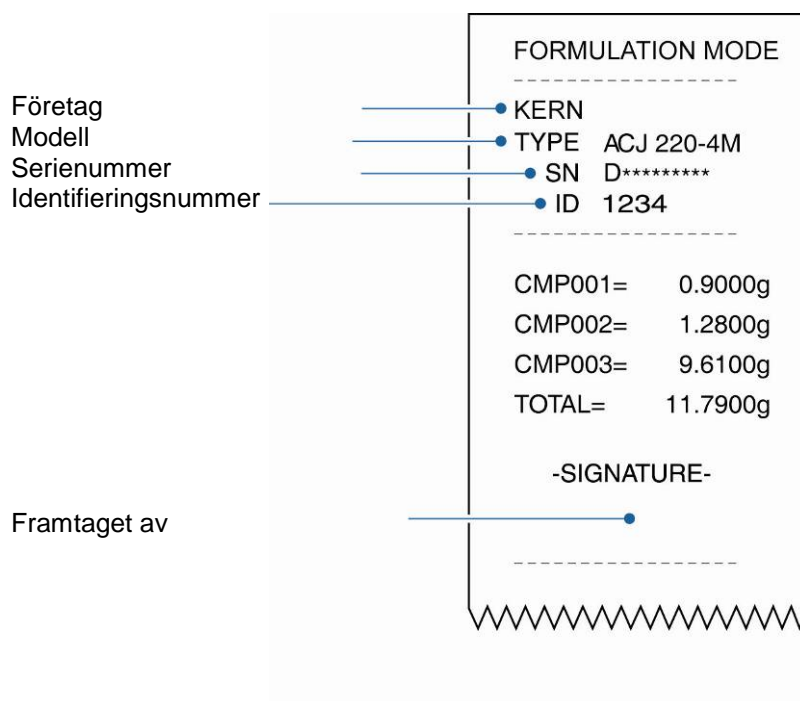 FORMULATION MODE
Företag
KERN
Modell
TYPE ACJ 220-4M
Serienummer
SN D*********
Identifieringsnummer
ID 1234
CMP001= 0.9000g
CMP002= 1.2800g
CMP003= 9.6100g
TOTAL= 11.7900g
-SIGNATURE-
Framtaget av